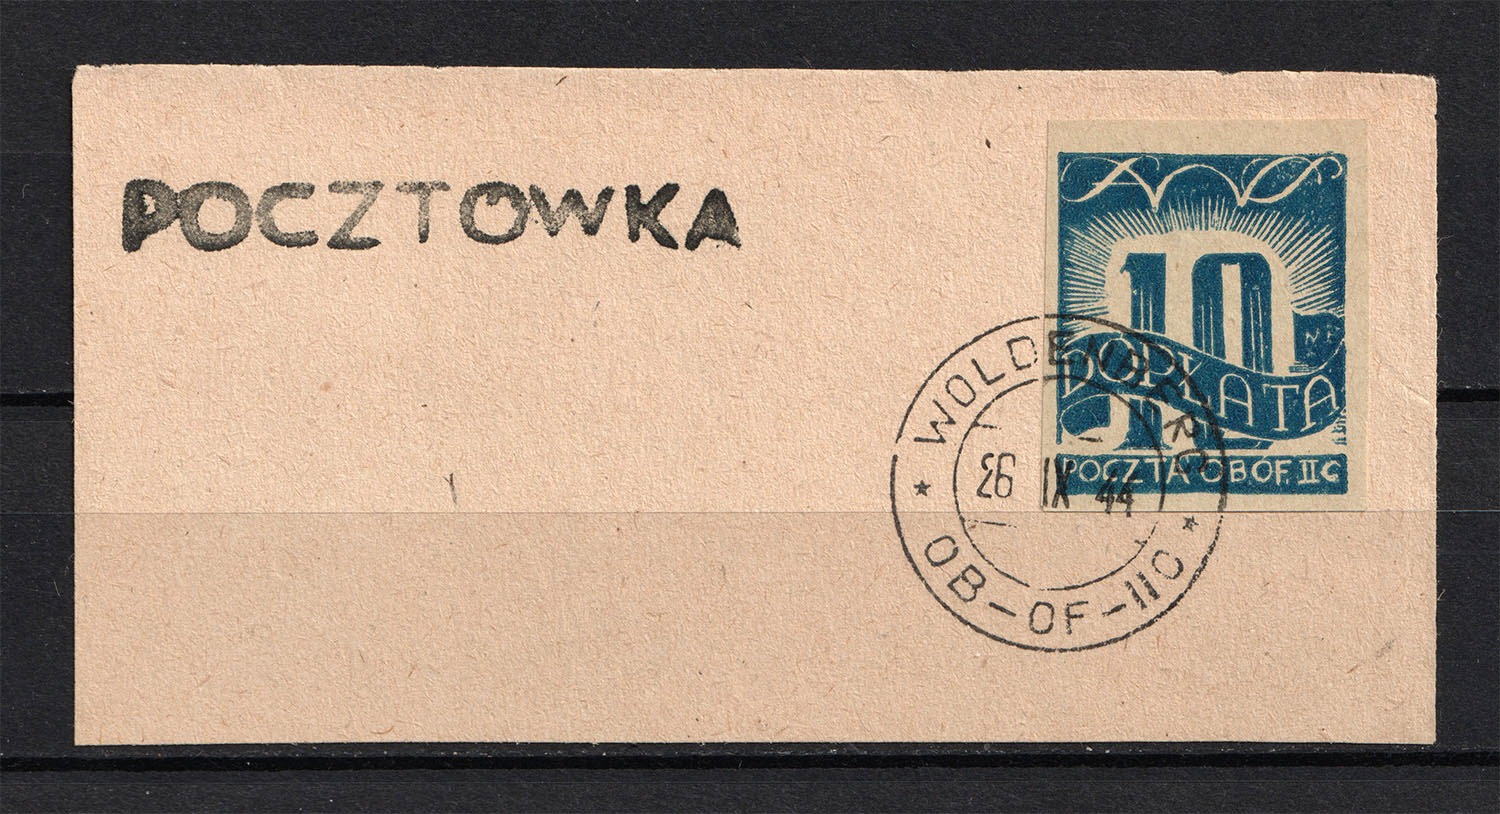 POCZTOWKA
10
DOPŁATA
POCZTA OBOF. IIC
WOLDENBERG
26 IX 44
OB-OF-IIC